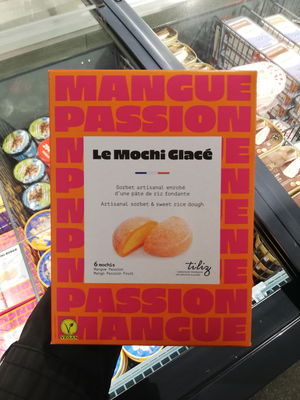 MANGUE
PASSION
Le Mochi Glacé
Sorbet artisanal enrobé
d'une pâte de riz fondante
Artisanal sorbet & sweet rice dough
6 mochis
Mangue Passion
Mango Passion Fruit
tiliz
PASSION
MANGUE
VEGAN